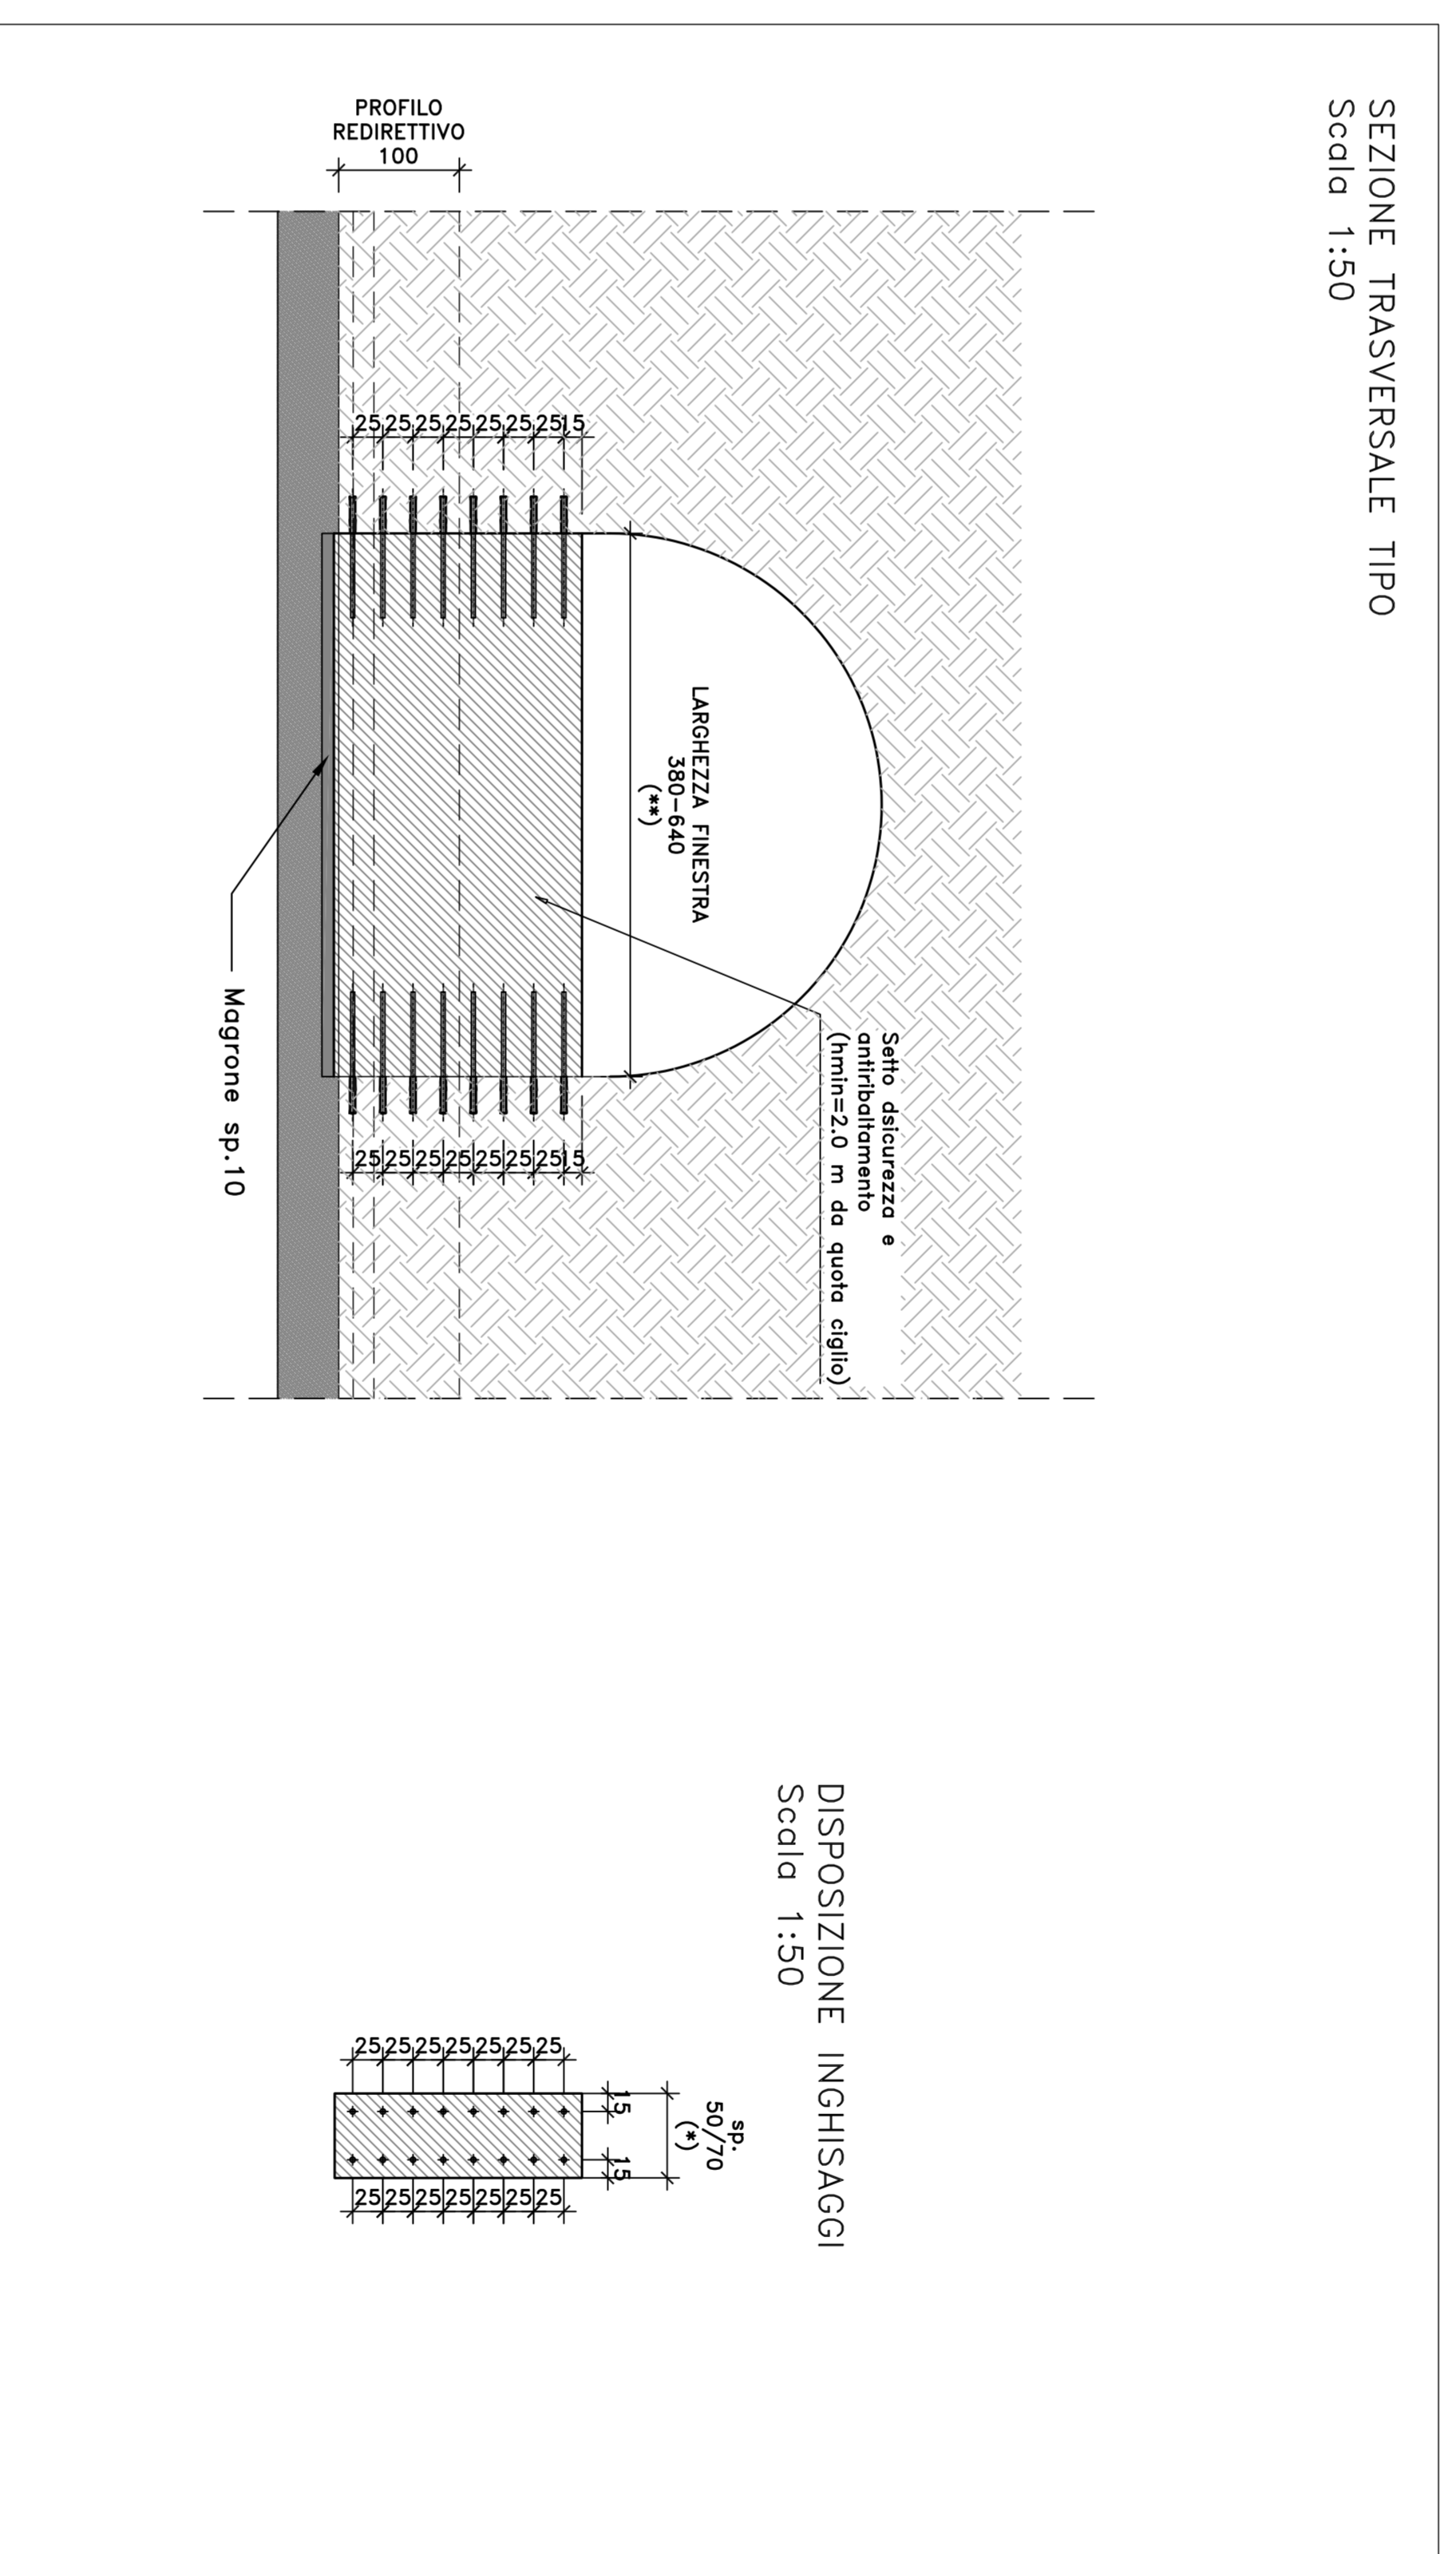 SEZIONE TRASVERSALE TIPO
Scala 1:50
PROFILO
REDIRETTIVO
100
25 25 25 25 25 25 25 15
LARGHEZZA FINESTRA
380-640
(**)
Setto dsicurezza e
antiribaltamento
(hmin=2.0 m da quota ciglio)
25 25 25 25 25 25 25 15
Magrone sp.10
DISPOSIZIONE INGHISAGGI
Scala 1:50
sp.
50/70
(*)
15
15
25 25 25 25 25 25 25
25 25 25 25 25 25 25